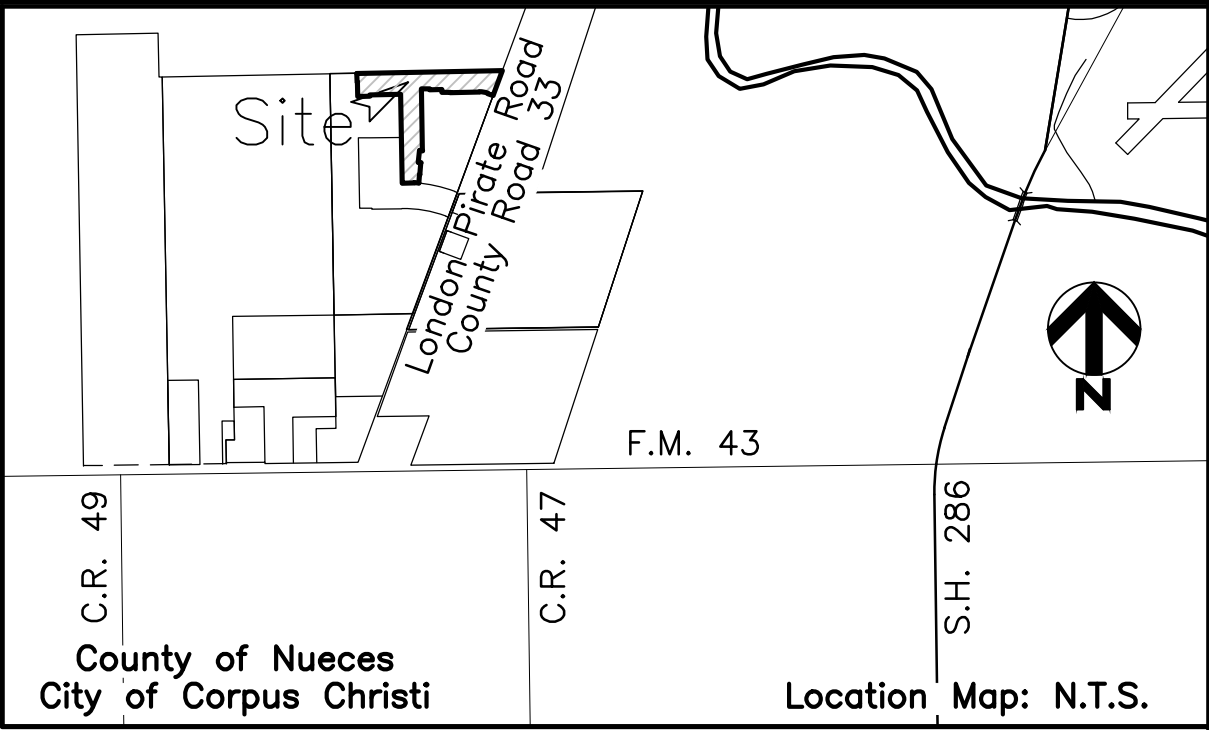 Site
London Pirate Road
County Road 33
N
F.M. 43
C.R. 49
C.R. 47
S.H. 286
County of Nueces
City of Corpus Christi
Location Map: N.T.S.